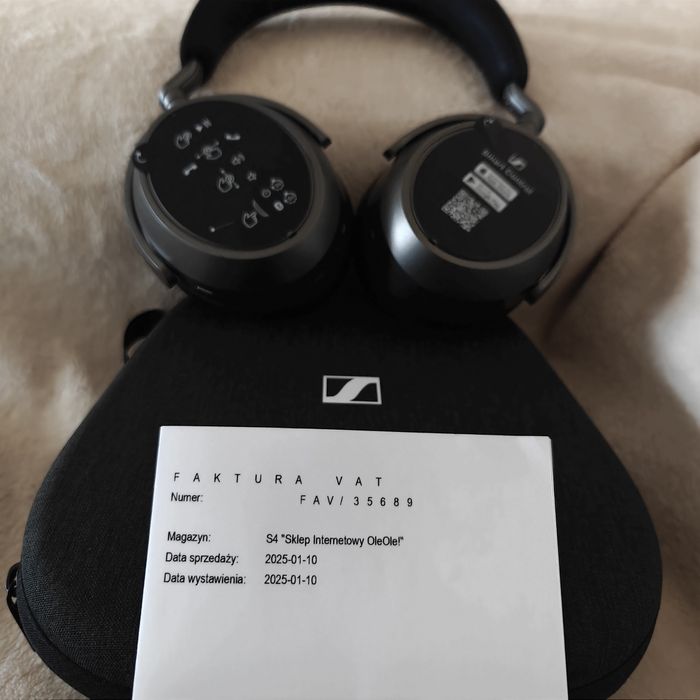 FAKTURA VAT
Numer: FAV/35689
Magazyn: S4 "Sklep Internetowy OleOle!"
Data sprzedaży: 2025-01-10
Data wystawienia: 2025-01-10